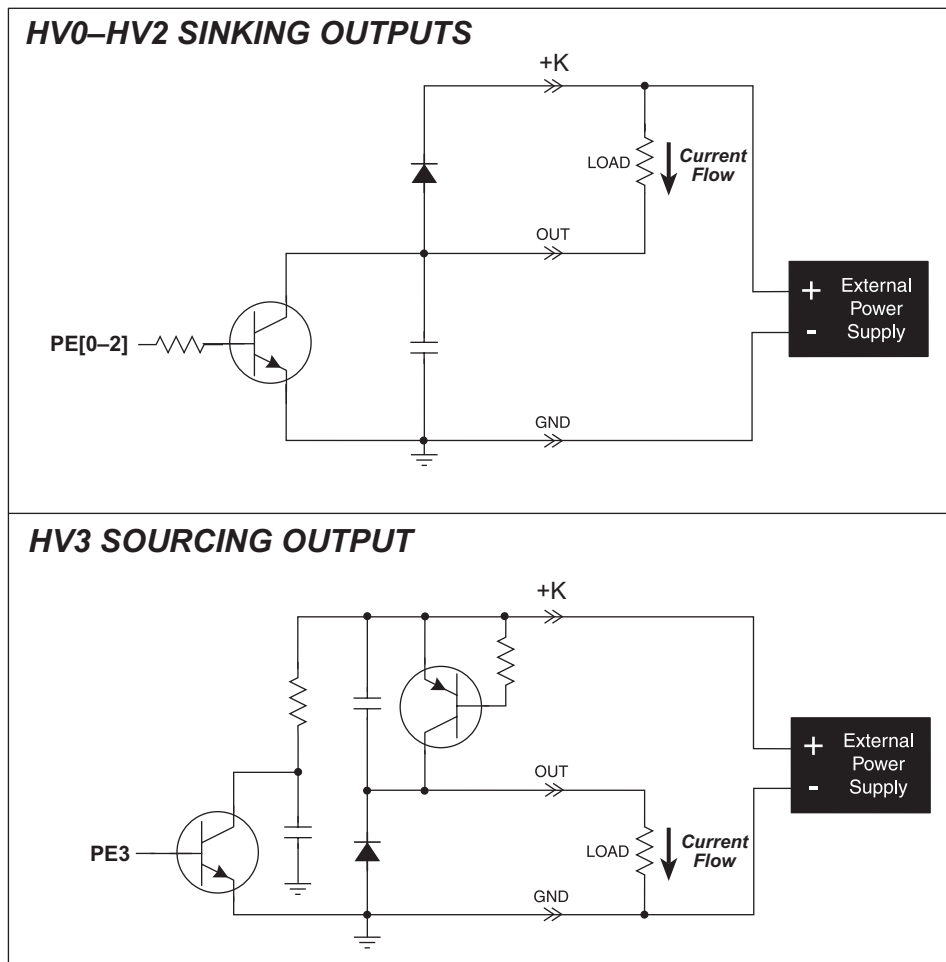 HV0–HV2 SINKING OUTPUTS
+K
LOAD
Current
Flow
OUT
PE[0–2]
+ External
Power
- Supply
GND
HV3 SOURCING OUTPUT
+K
+ External
Power
- Supply
OUT
PE3
LOAD
Current
Flow
GND